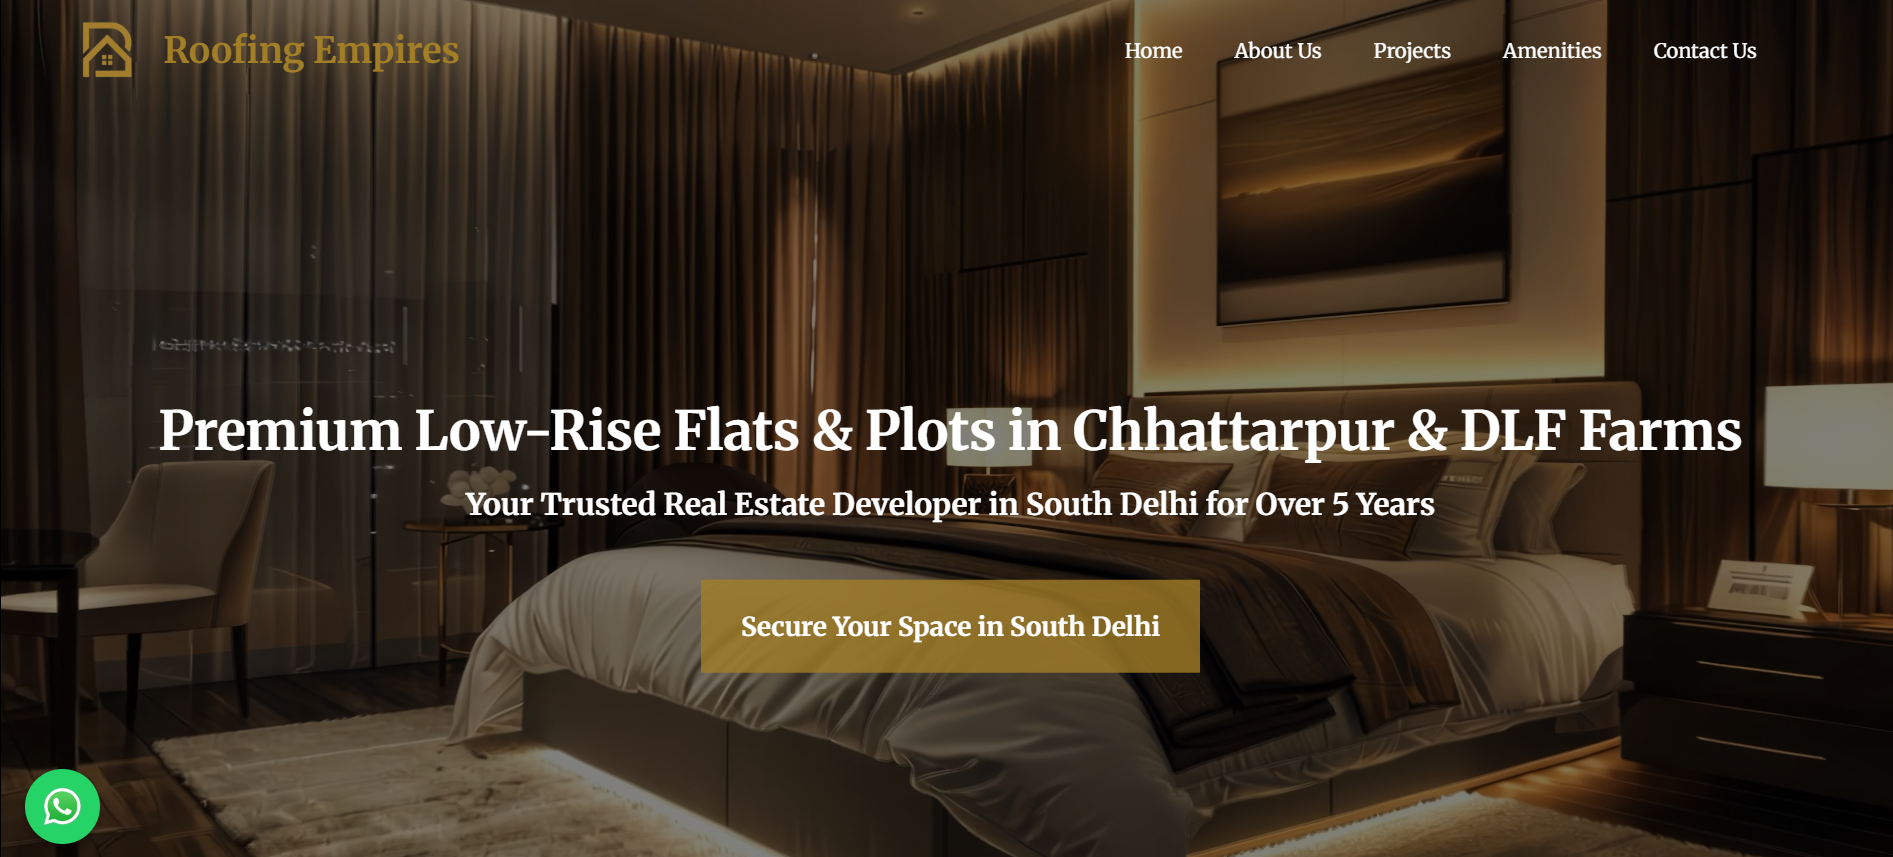 Roofing Empires
Home About Us Projects Amenities Contact Us
Premium Low-Rise Flats & Plots in Chhattarpur & DLF Farms
Your Trusted Real Estate Developer in South Delhi for Over 5 Years
Secure Your Space in South Delhi